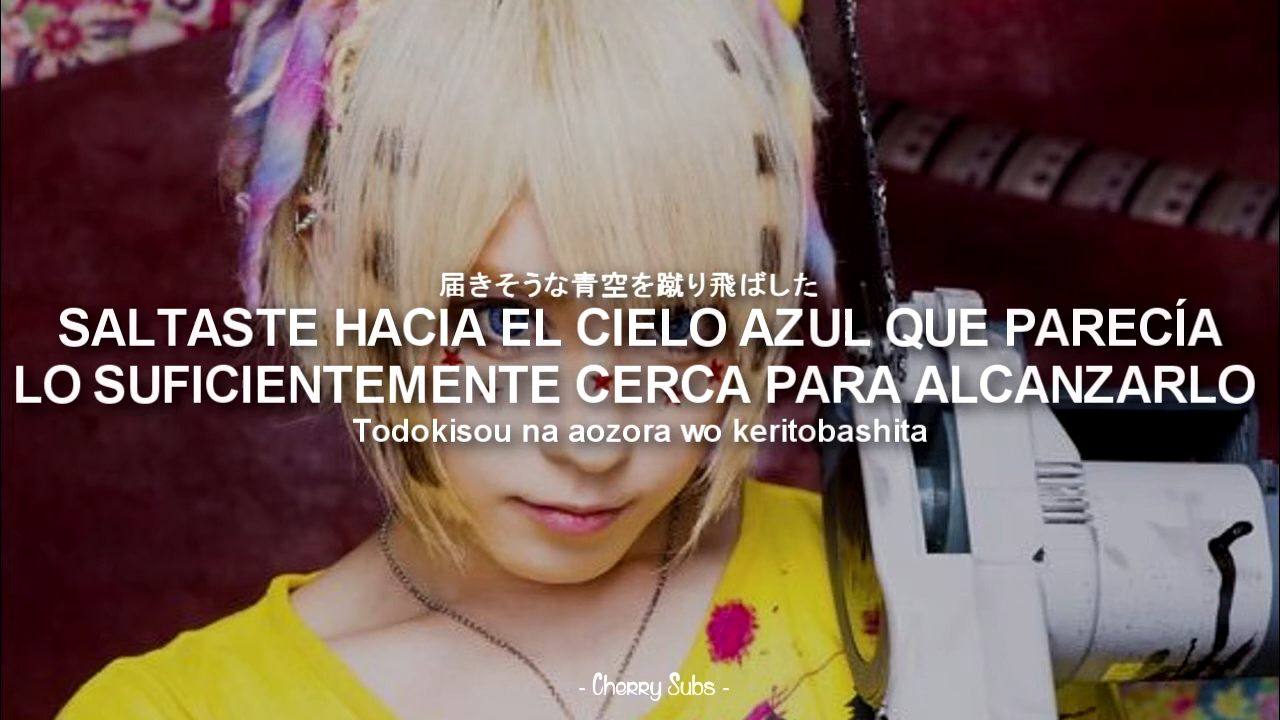 届きそうな青空を蹴り飛ばした
SALTASTE HACIA EL CIELO AZUL QUE PARECÍA
LO SUFICIENTEMENTE CERCA PARA ALCANZARLO
Todokisou na aozora wo keritobashita
- Cherry Subs -